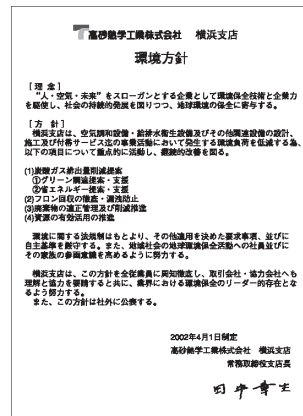 高砂熱学工業株式会社 横浜支店
環境方針
[理 念]
“人・空気・未来”をスローガンとする企業として環境保全技術と企業力
を駆使し、社会の持続的発展を図りつつ、地球環境の保全に寄与する。
[方 針]
横浜支店は、空気調和設備・給排水衛生設備及びその他関連設備の設計、
施工及び付帯サービス迄の事業活動において発生する環境負荷を低減する為、
以下の項目について重点的に活動し、継続的改善を図る。
(1)炭酸ガス排出量削減提案
①グリーン調達提案・支援
②省エネルギー提案・支援
(2)フロン回収の徹底・漏洩防止
(3)廃棄物の適正管理及び削減推進
(4)資源の有効活用の推進
環境に関する法規制はもとより、その他適用を決めた要求事項、並びに
自主基準を厳守する。また、地域社会の地球環境保全活動への社員並びに
その家族の参画意識を高めるように努力する。
横浜支店は、この方針を全従業員に周知徹底し、取引会社・協力会社へも
理解と協力を要請すると共に、業界における環境保全のリーダー的存在とな
るよう努力する。
また、この方針は社外に公表する。
2002年4月1日制定
高砂熱学工業株式会社 横浜支店
常務取締役支店長